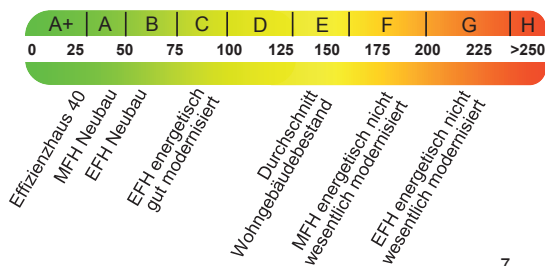 A+ A B C D E F G H
0 25 50 75 100 125 150 175 200 225 >250
Effizienzhaus 40
MFH Neubau
EFH Neubau
EFH energetisch
gut modernisiert
Durchschnitt
Wohngebäudebestand
MFH energetisch nicht
wesentlich modernisiert
EFH energetisch nicht
wesentlich modernisiert
7